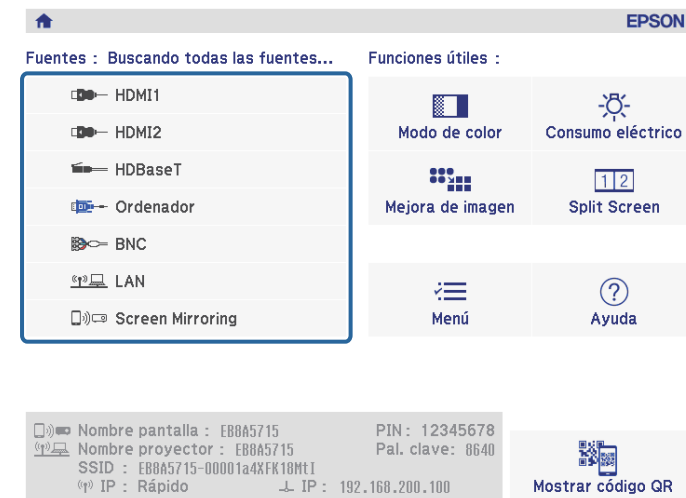 EPSON
Fuentes : Buscando todas las fuentes...
HDMI1
HDMI2
HDBaseT
Ordenador
BNC
LAN
Screen Mirroring
Funciones útiles :
Modo de color
Consumo eléctrico
Mejora de imagen
1 2
Split Screen
Menú
?
Ayuda
Nombre pantalla : EB8A5715
PIN : 12345678
Nombre proyector : EB8A5715
Pal. clave: 8640
SSID : EB8A5715-00001a4XFK18MtI
IP : Rápido
IP : 192.168.200.100
Mostrar código QR